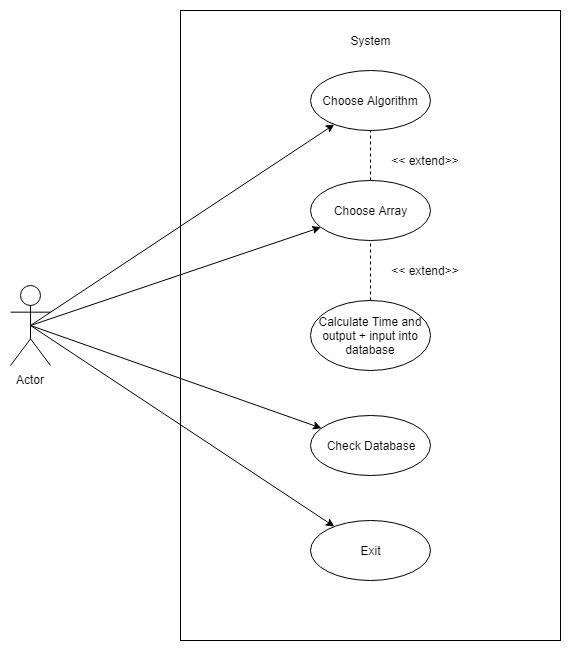 System
Choose Algorithm
<< extend>>
Choose Array
<< extend>>
Calculate Time and
output + input into
database
Actor
Check Database
Exit